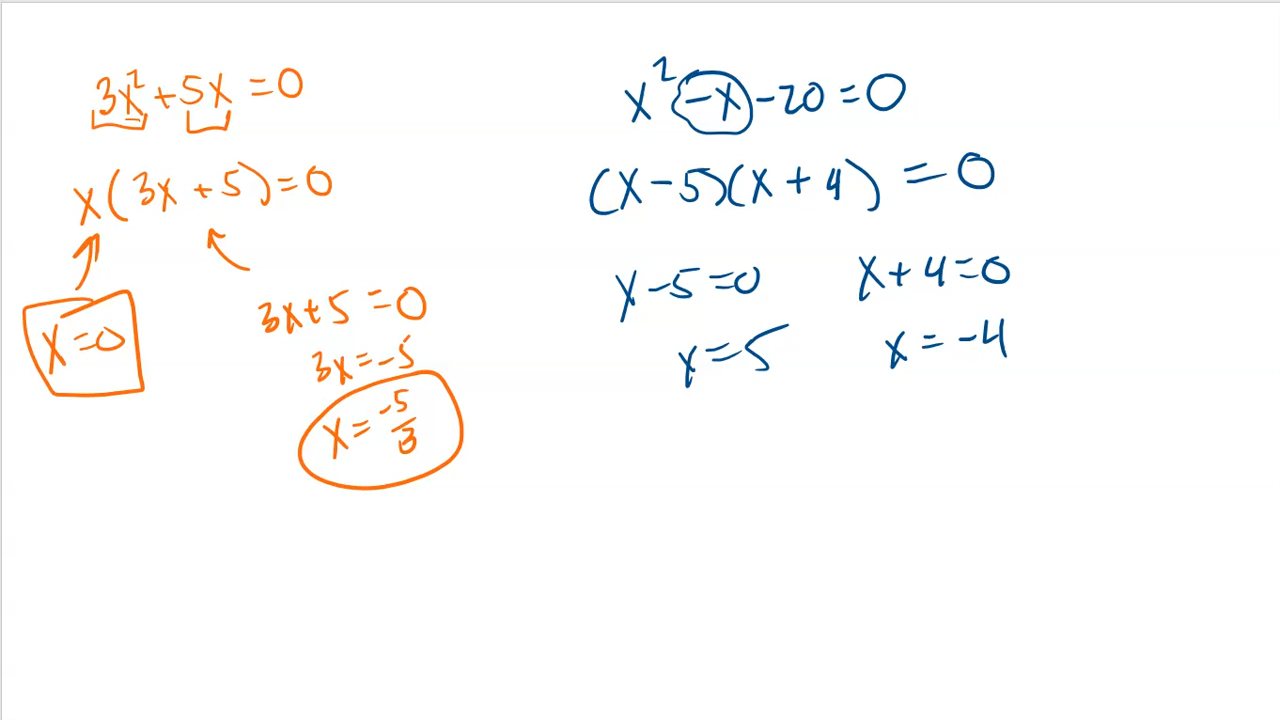 3x²+5x=0
x(3x+5)=0
x=0
3x+5=0
3x=-5
x=-5/3
x²-x-20=0
(x-5)(x+4)=0
x-5=0
x=5
x+4=0
x=-4